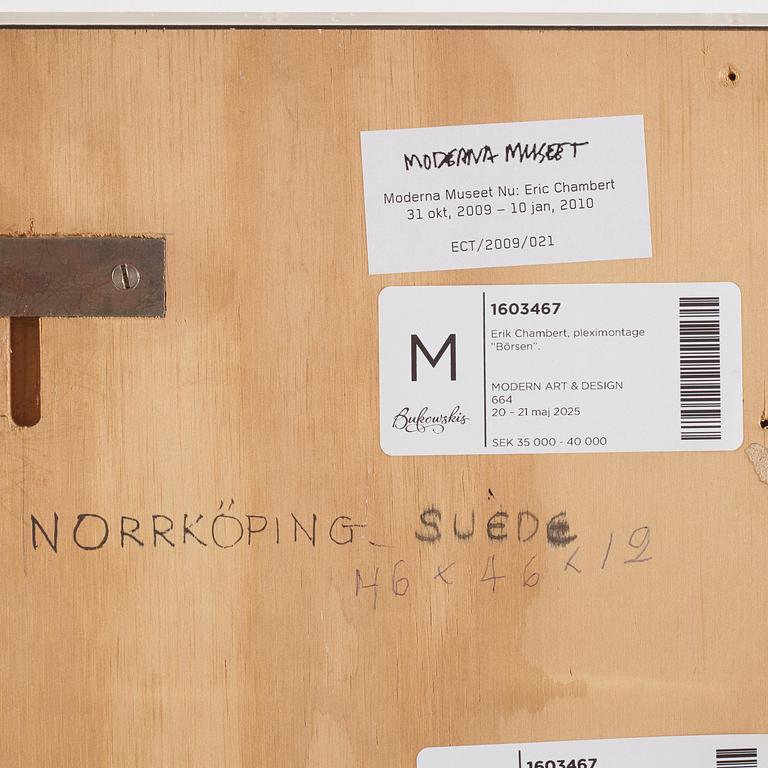 MODERNA MUSEET
Moderna Museet Nu: Eric Chambert
31 okt, 2009 – 10 jan, 2010
ECT/2009/021
M
Bukowskis
1603467
Erik Chambert, pleximontage
"Börsen".
MODERN ART & DESIGN
664
20 - 21 maj 2025
SEK 35 000 - 40 000
NORRKÖPING_ SUÈDE
46 x 46 x 12
1603467